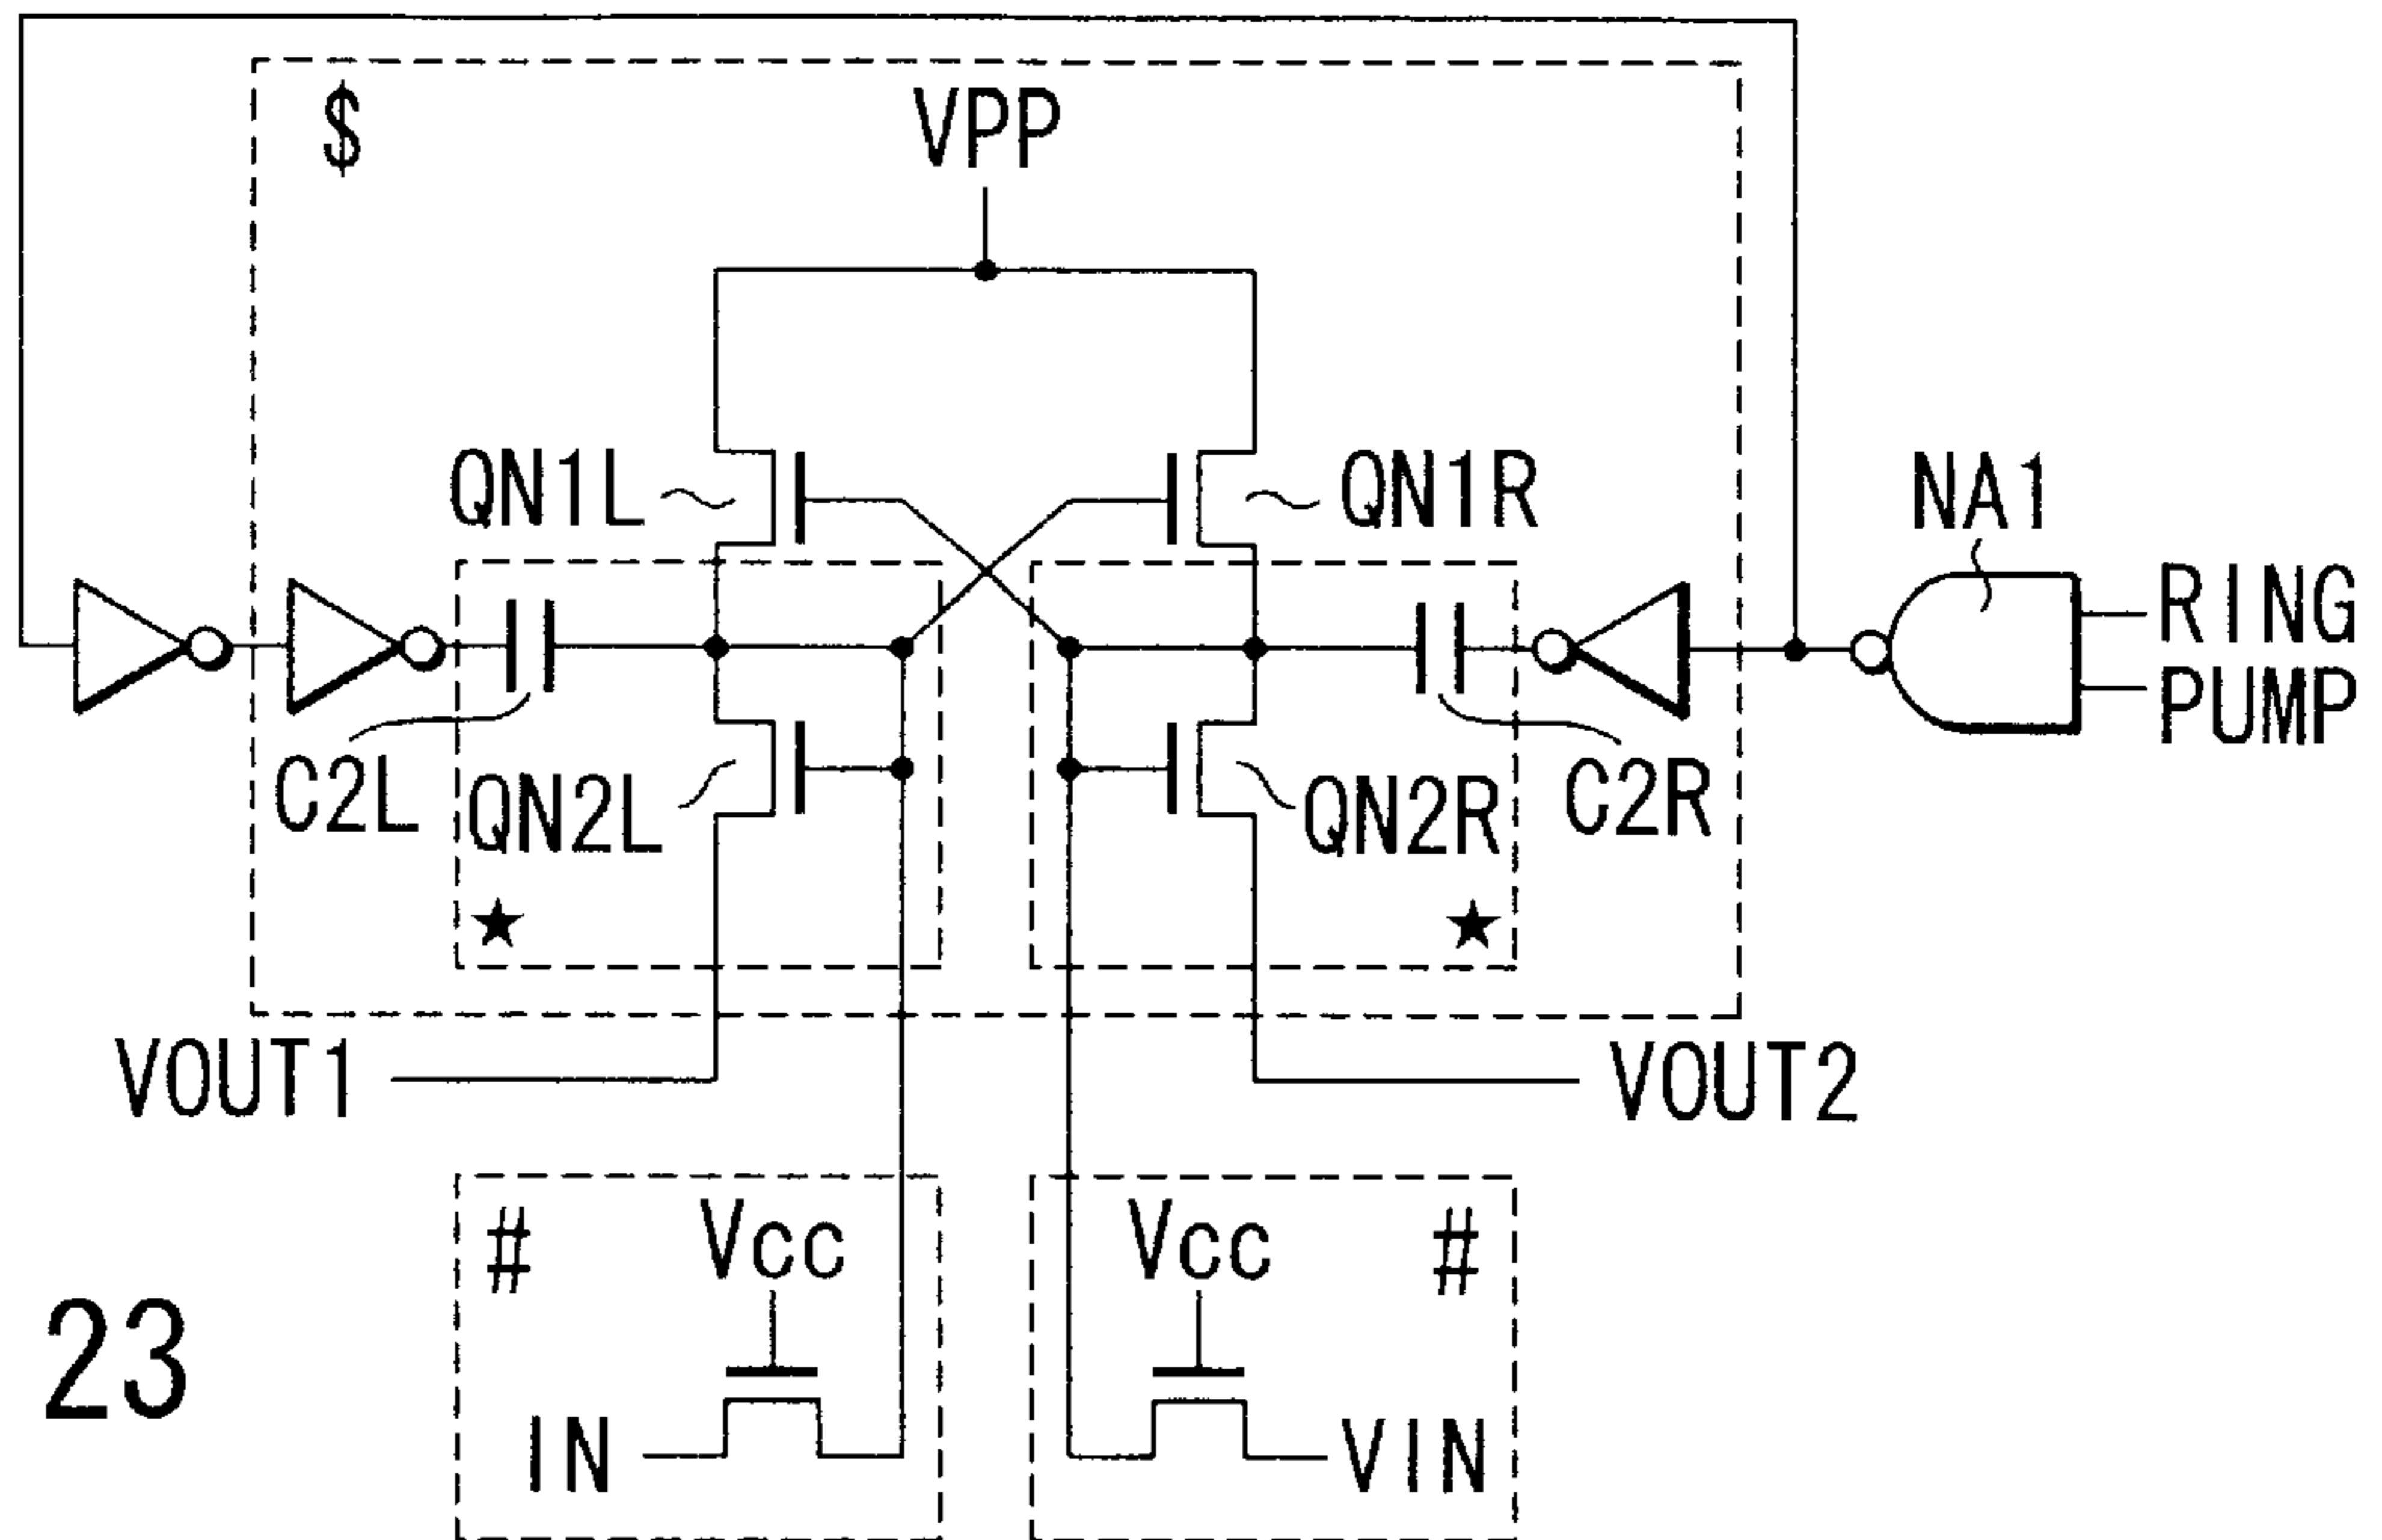 $
VPP
QN1L
QN1R
NA1
RING
PUMP
C2L
QN2L
QN2R
C2R
★
★
VOUT1
VOUT2
#
Vcc
Vcc
#
23
IN
VIN